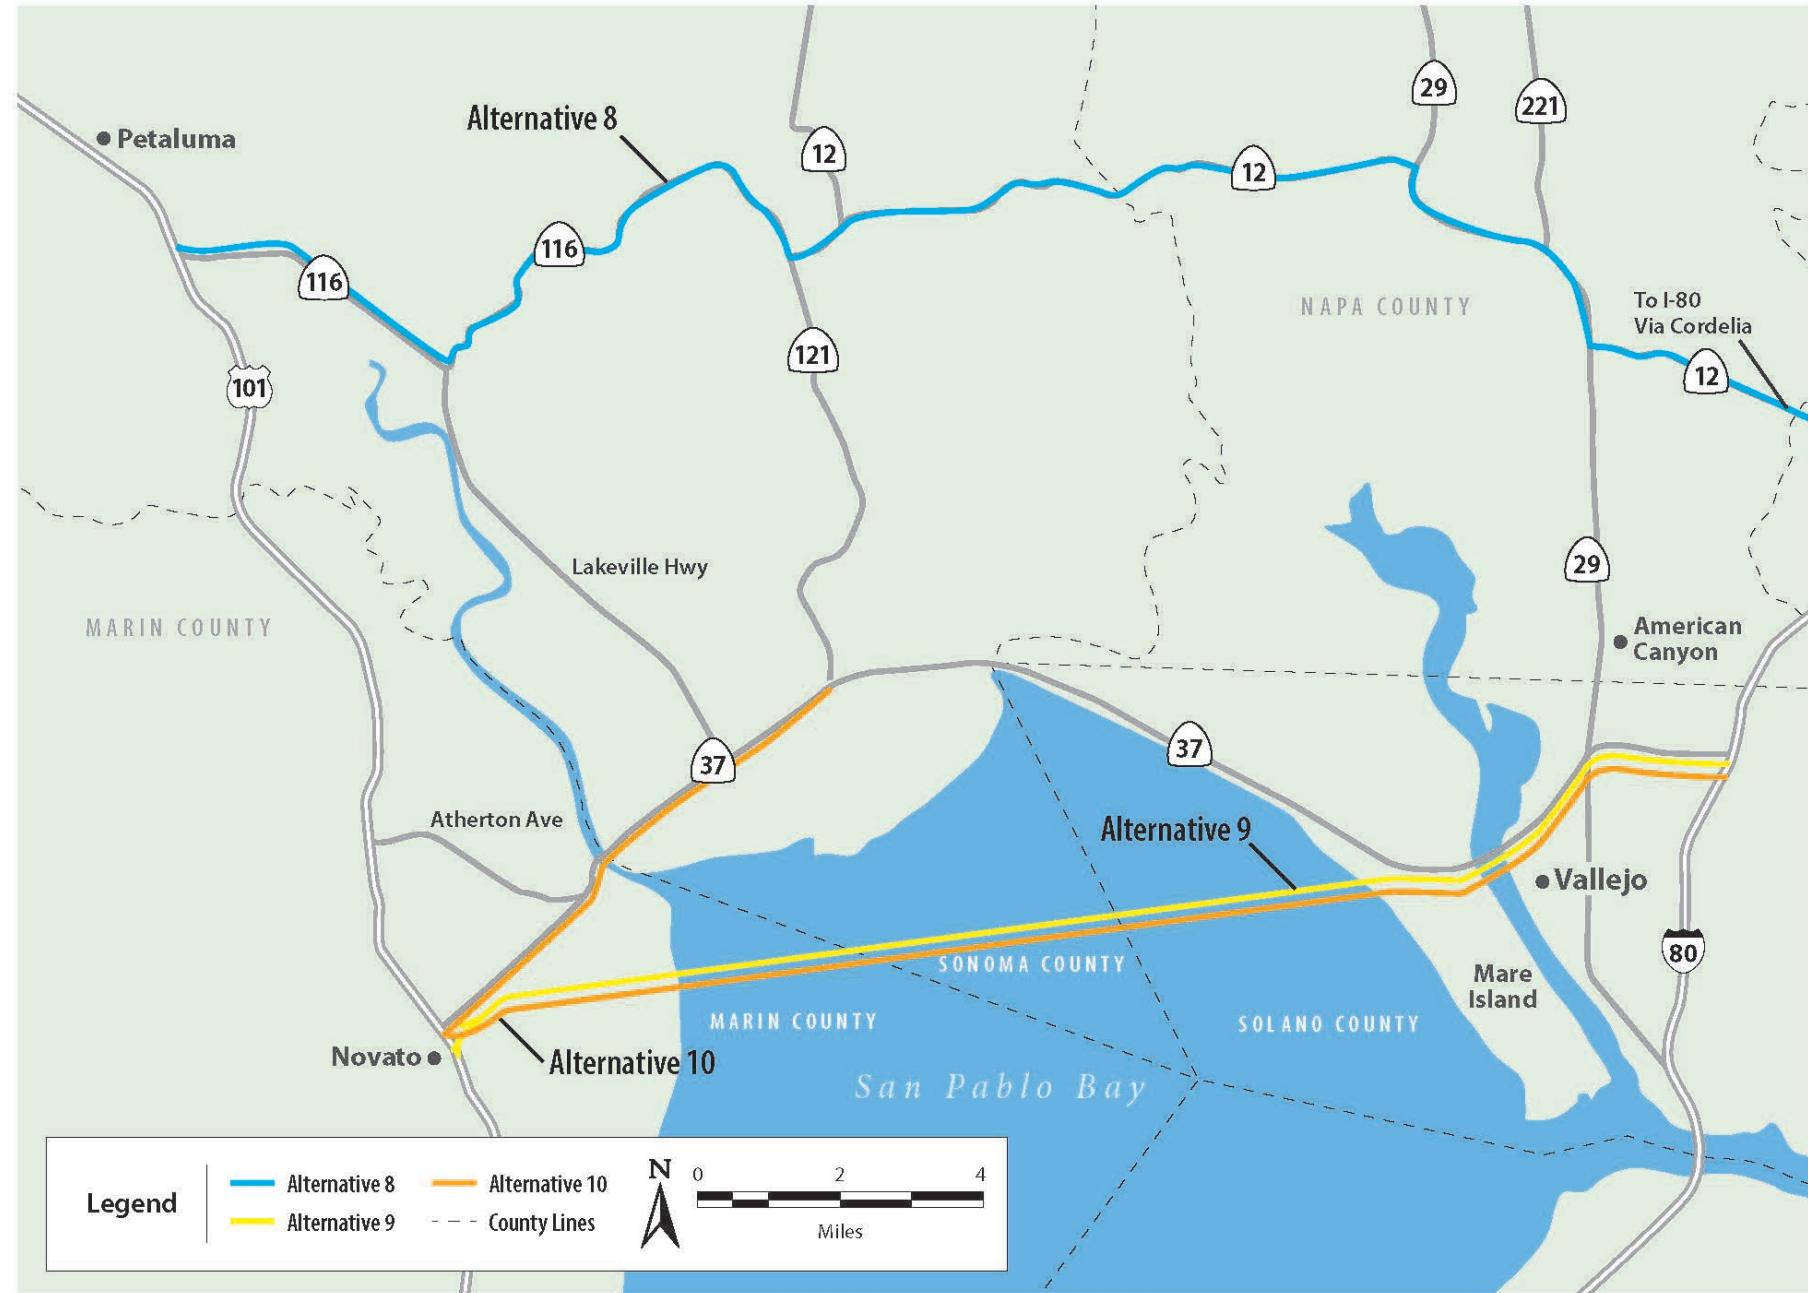 29
221
Alternative 8
Petaluma
12
12
116
116
NAPA COUNTY
To I-80
Via Cordelia
121
12
101
Lakeville Hwy
29
MARIN COUNTY
American
Canyon
37
37
Atherton Ave
Alternative 9
Vallejo
80
SONOMA COUNTY
Mare
Island
MARIN COUNTY
SOLANO COUNTY
Novato
Alternative 10
San Pablo Bay
Legend
Alternative 8
Alternative 9
Alternative 10
County Lines
N
0 2 4
Miles